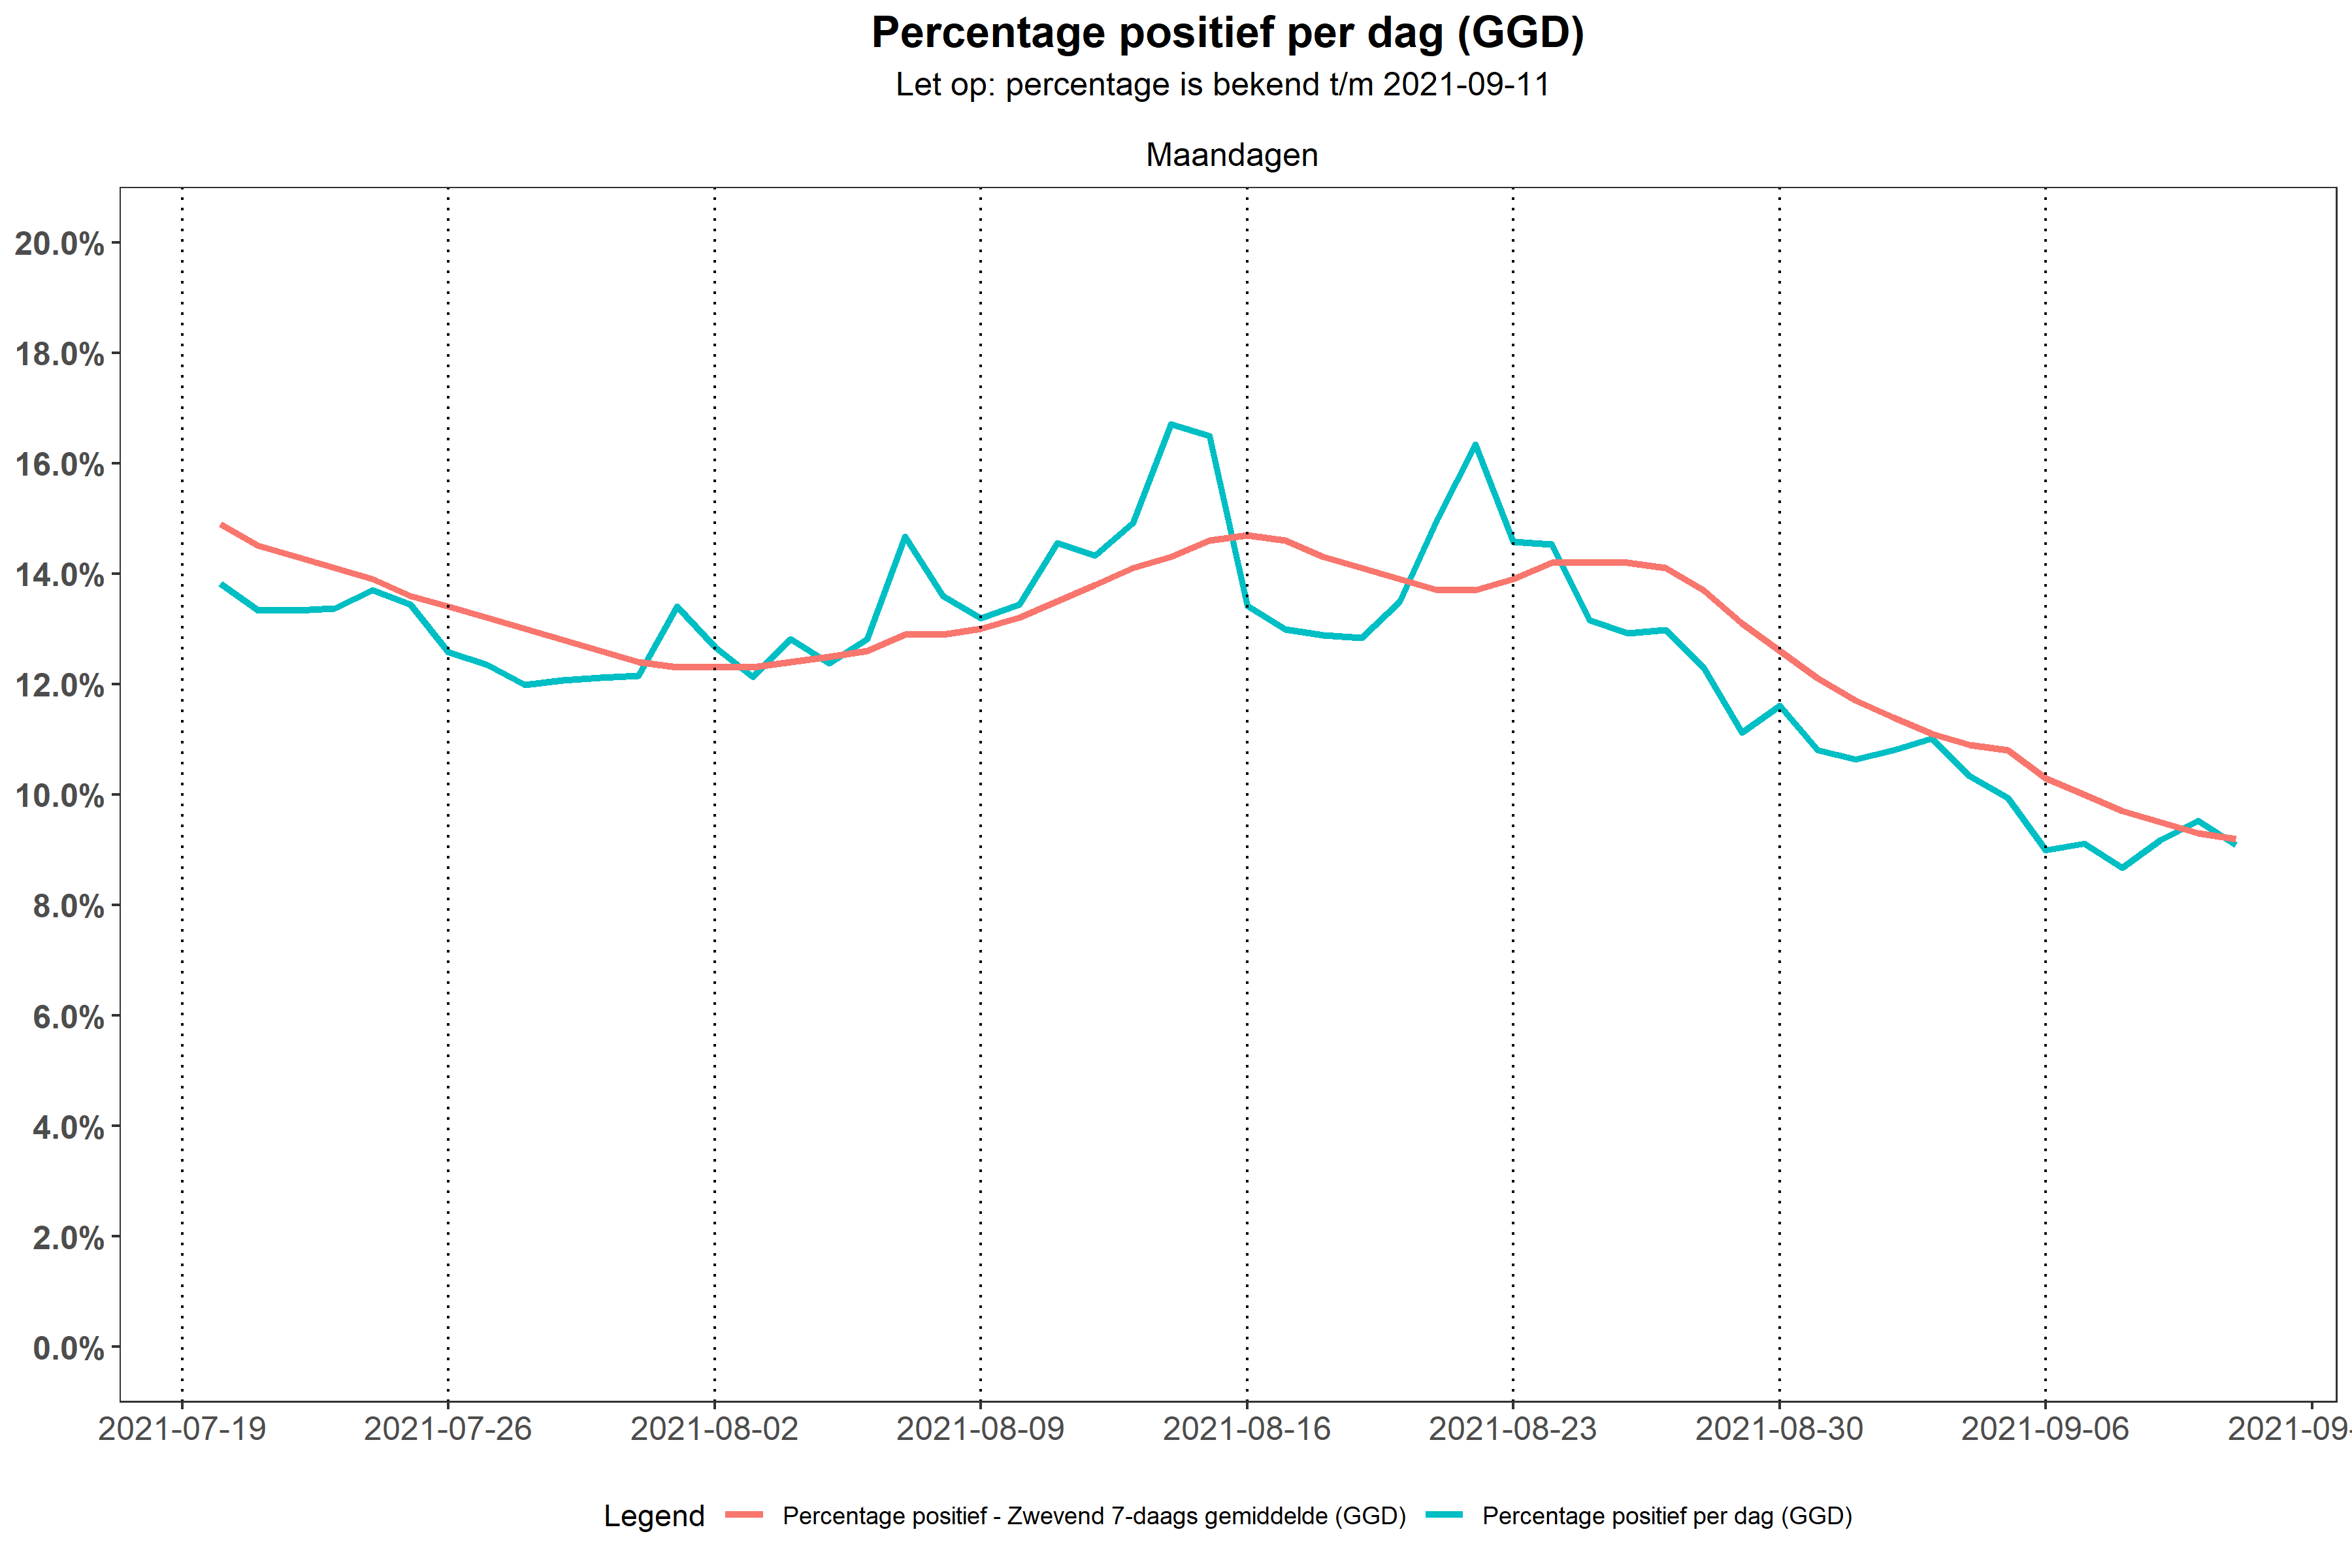 Percentage positief per dag (GGD)
Let op: percentage is bekend t/m 2021-09-11
Maandagen
20.0%
18.0%
16.0%
14.0%
12.0%
10.0%
8.0%
6.0%
4.0%
2.0%
0.0%
2021-07-19 2021-07-26 2021-08-02 2021-08-09 2021-08-16 2021-08-23 2021-08-30 2021-09-06 2021-09-
Legend Percentage positief - Zwevend 7-daags gemiddelde (GGD) Percentage positief per dag (GGD)